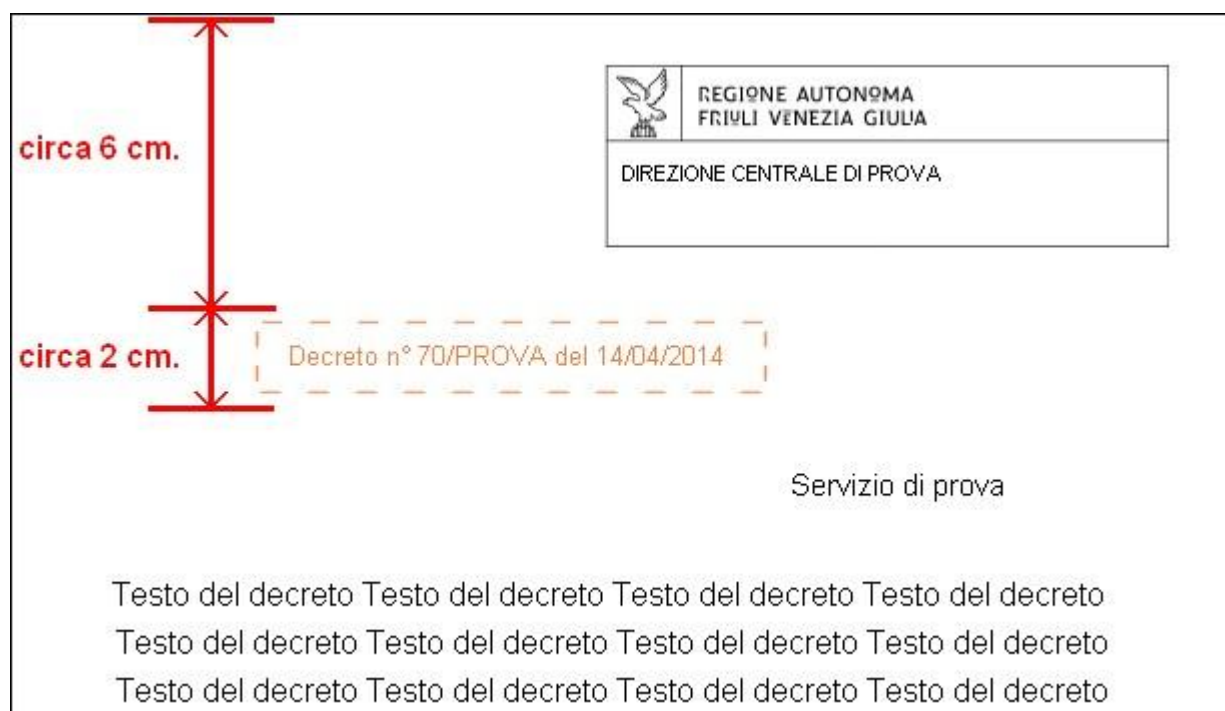 REGIONE AUTONOMA
FRIULI VENEZIA GIULIA
circa 6 cm.
DIREZIONE CENTRALE DI PROVA
circa 2 cm.
Decreto n° 70/PROVA del 14/04/2014
Servizio di prova
Testo del decreto Testo del decreto Testo del decreto Testo del decreto
Testo del decreto Testo del decreto Testo del decreto Testo del decreto
Testo del decreto Testo del decreto Testo del decreto Testo del decreto